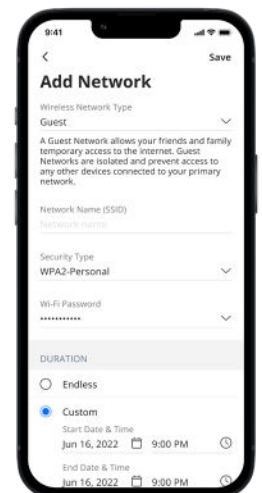 9:41
Save
Add Network
Wireless Network Type
Guest
A Guest Network allows your friends and family
temporary access to the internet. Guest
Networks are isolated and prevent access to
any other devices connected to your primary
network.
Network Name (SSID)
Network name
Security Type
WPA2-Personal
Wi-Fi Password
•••••••••••
DURATION
Endless
Custom
Start Date & Time
Jun 16, 2022 9:00 PM
End Date & Time
Jun 16, 2022 9:00 PM